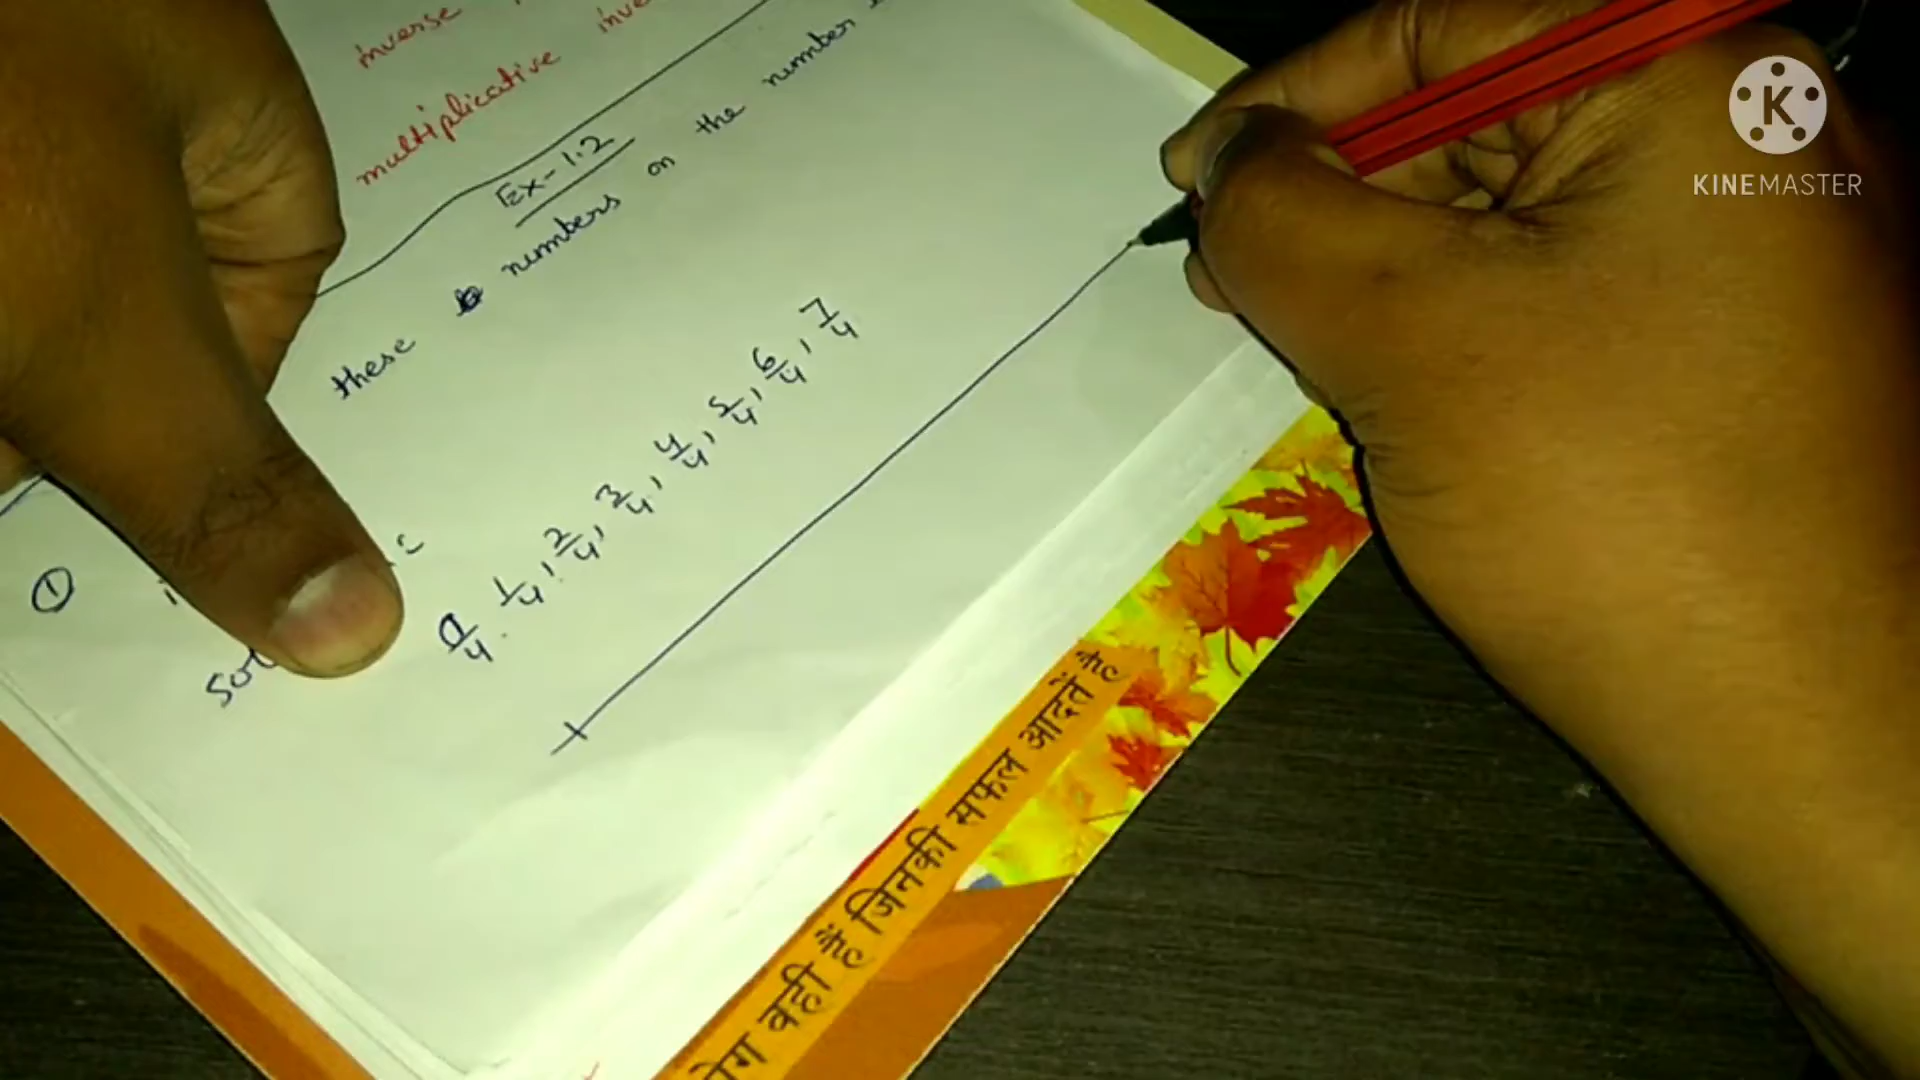 inverse
multiplicative inve
Ex-1.2
these numbers on the number
①
0/4, 1/4, 2/4, 3/4, 4/4, 5/4, 6/4, 7/4
वही हैं जिनकी सफल आदतें है
K
KINEMASTER